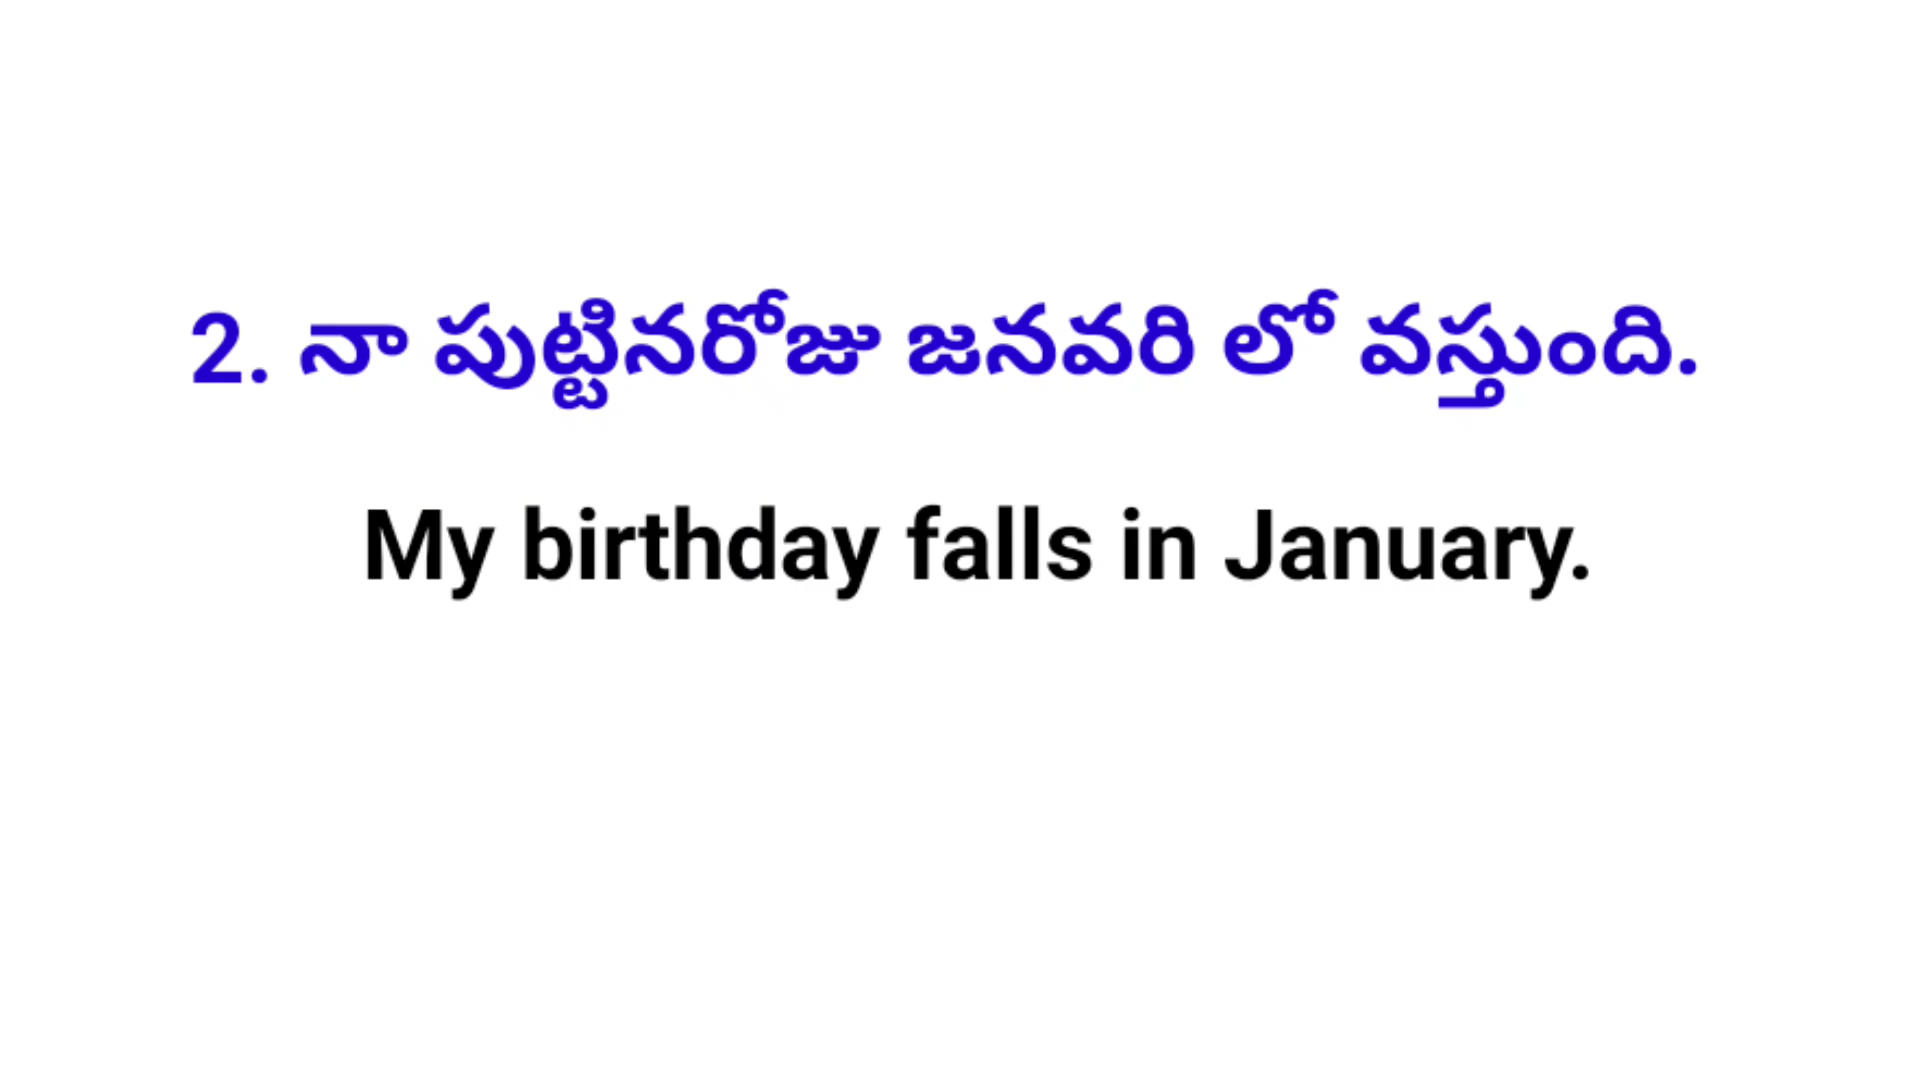 2. నా పుట్టినరోజు జనవరి లో వస్తుంది.
My birthday falls in January.